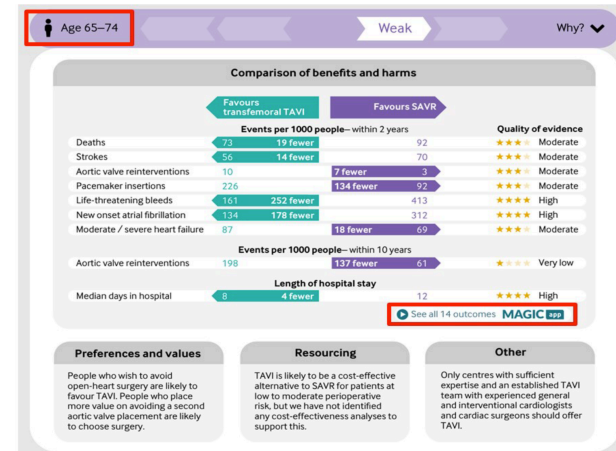 Age 65–74 Weak Why?
Comparison of benefits and harms
Favours
transfemoral TAVI Favours SAVR
Events per 1000 people– within 2 years Quality of evidence
Deaths 73 19 fewer 92 Moderate
Strokes 56 14 fewer 70 Moderate
Aortic valve reinterventions 10 7 fewer 3 Moderate
Pacemaker insertions 226 134 fewer 92 Moderate
Life-threatening bleeds 161 252 fewer 413 High
New onset atrial fibrillation 134 178 fewer 312 High
Moderate / severe heart failure 87 18 fewer 69 Moderate
Events per 1000 people– within 10 years
Aortic valve reinterventions 198 137 fewer 61 Very low
Length of hospital stay
Median days in hospital 8 4 fewer 12 High
See all 14 outcomes MAGIC app
Preferences and values
People who wish to avoid
open-heart surgery are likely to
favour TAVI. People who place
more value on avoiding a second
aortic valve placement are likely
to choose surgery.
Resourcing
TAVI is likely to be a cost-effective
alternative to SAVR for patients at
low to moderate perioperative
risk, but we have not identified
any cost-effectiveness analyses to
support this.
Other
Only centres with sufficient
expertise and an established TAVI
team with experienced general
and interventional cardiologists
and cardiac surgeons should offer
TAVI.